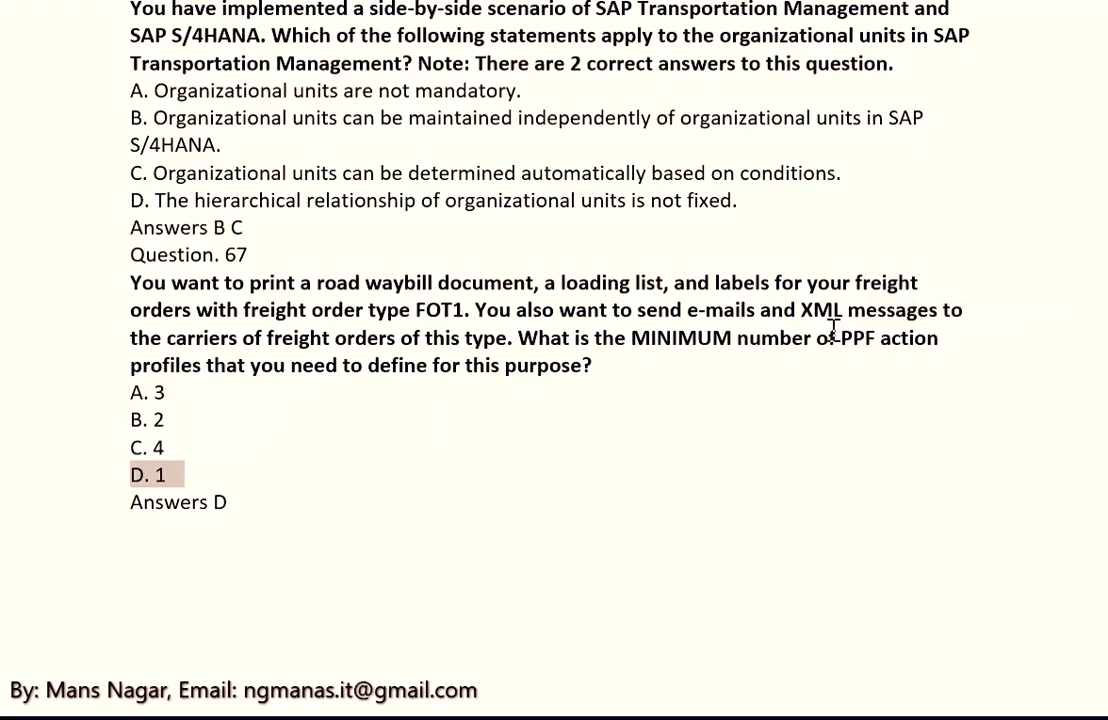 You have implemented a side-by-side scenario of SAP Transportation Management and
SAP S/4HANA. Which of the following statements apply to the organizational units in SAP
Transportation Management? Note: There are 2 correct answers to this question.
A. Organizational units are not mandatory.
B. Organizational units can be maintained independently of organizational units in SAP
S/4HANA.
C. Organizational units can be determined automatically based on conditions.
D. The hierarchical relationship of organizational units is not fixed.
Answers B C
Question. 67
You want to print a road waybill document, a loading list, and labels for your freight
orders with freight order type FOT1. You also want to send e-mails and XML messages to
the carriers of freight orders of this type. What is the MINIMUM number of PPF action
profiles that you need to define for this purpose?
A. 3
B. 2
C. 4
D. 1
Answers D
By: Mans Nagar, Email: ngmanas.it@gmail.com